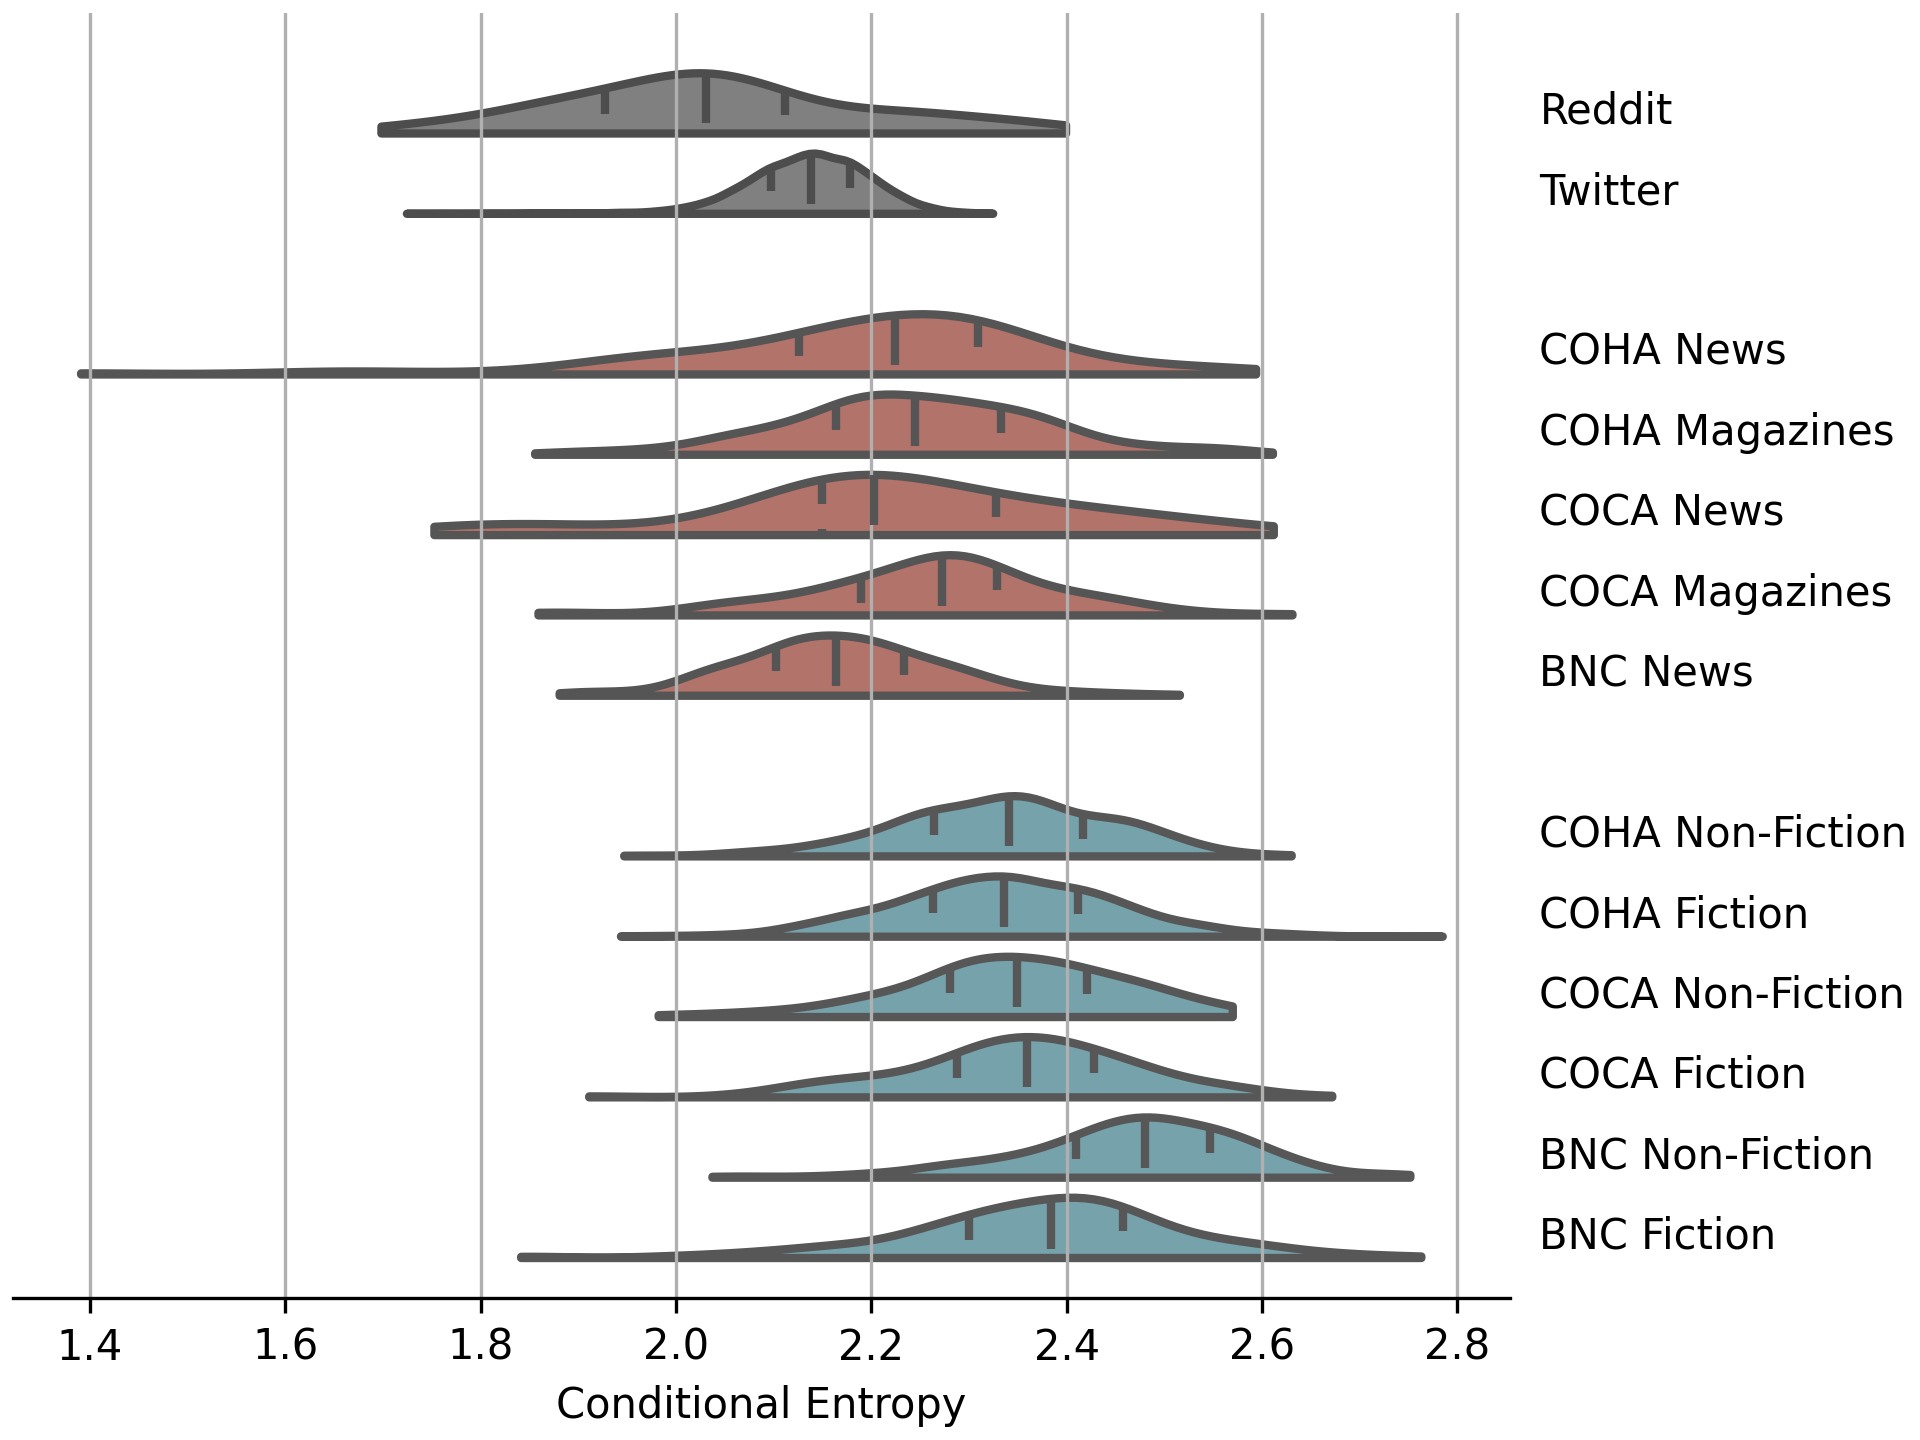 Reddit
Twitter
COHA News
COHA Magazines
COCA News
COCA Magazines
BNC News
COHA Non-Fiction
COHA Fiction
COCA Non-Fiction
COCA Fiction
BNC Non-Fiction
BNC Fiction
1.4 1.6 1.8 2.0 2.2 2.4 2.6 2.8
Conditional Entropy